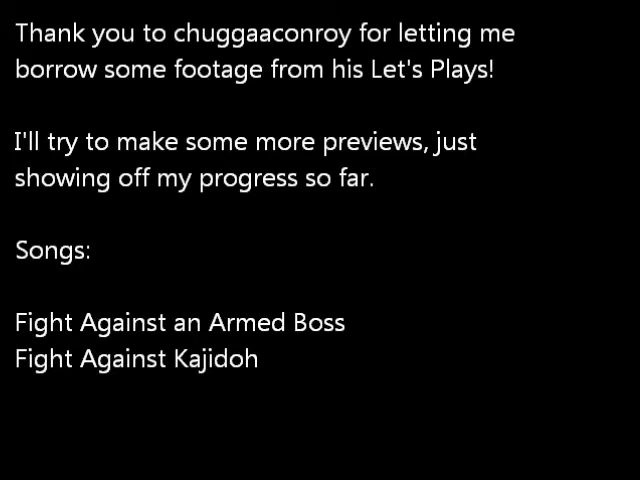 Thank you to chuggaaconroy for letting me
borrow some footage from his Let's Plays!
I'll try to make some more previews, just
showing off my progress so far.
Songs:
Fight Against an Armed Boss
Fight Against Kajidoh